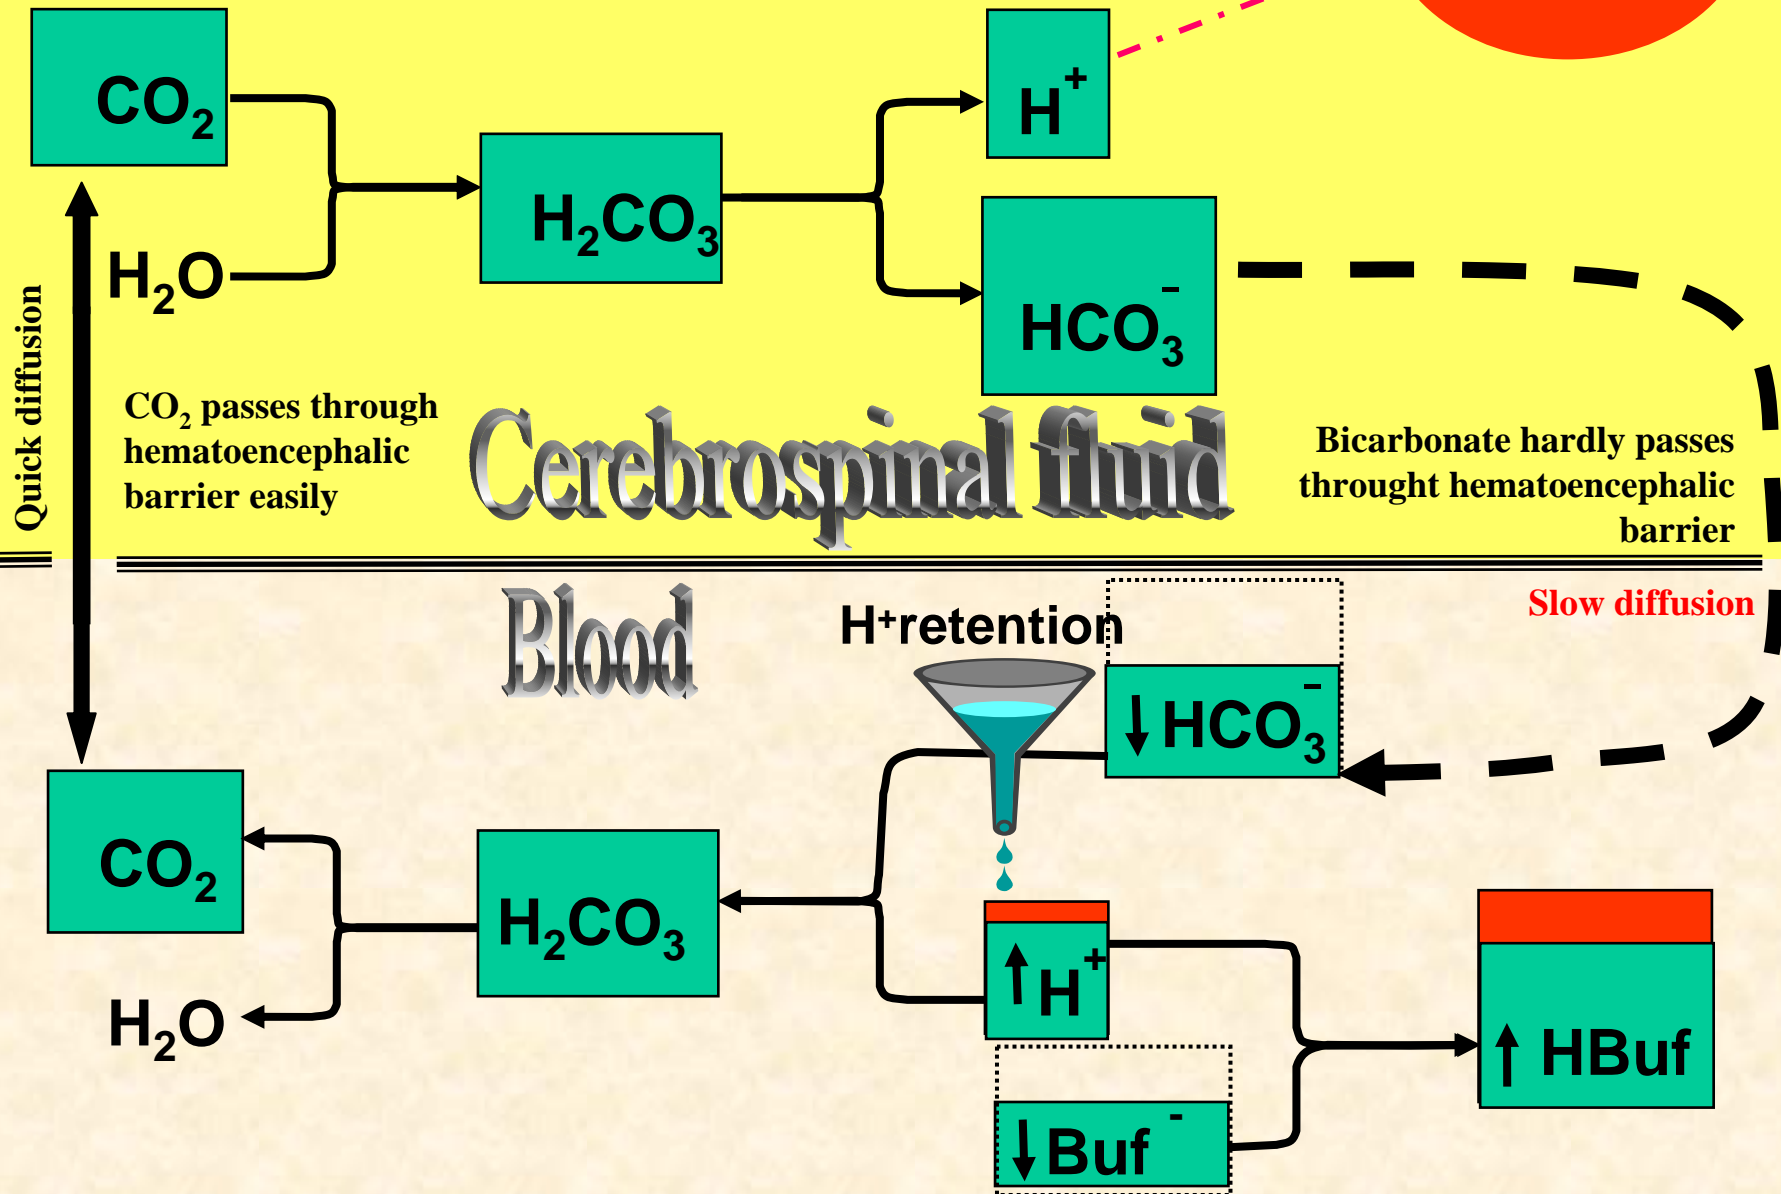 CO₂
H⁺
H₂CO₃
H₂O
HCO₃⁻
Quick diffusion
CO₂ passes through
hematoencephalic
barrier easily
Cerebrospinal fluid
Bicarbonate hardly passes
throught hematoencephalic
barrier
Blood
Slow diffusion
H⁺retention
↓HCO₃⁻
CO₂
H₂CO₃
H₂O
↑H⁺
↑ HBuf
↓Buf⁻